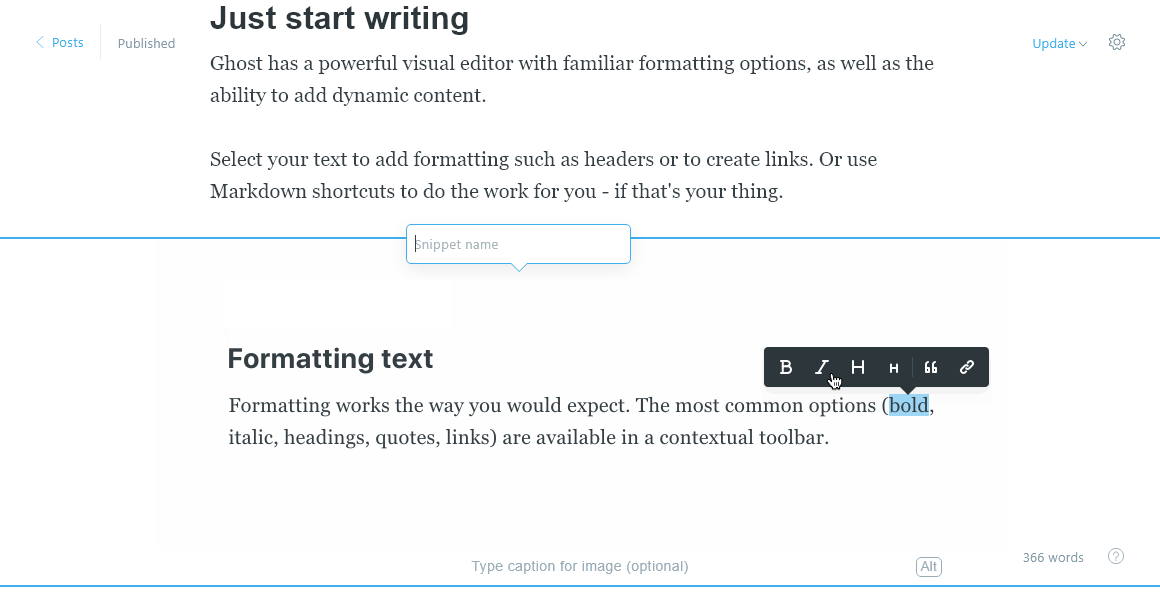 Just start writing
Posts
Published
Update
Ghost has a powerful visual editor with familiar formatting options, as well as the
ability to add dynamic content.
Select your text to add formatting such as headers or to create links. Or use
Markdown shortcuts to do the work for you - if that's your thing.
Snippet name
Formatting text
B I H H
Formatting works the way you would expect. The most common options (bold,
italic, headings, quotes, links) are available in a contextual toolbar.
Type caption for image (optional)
Alt
366 words
?